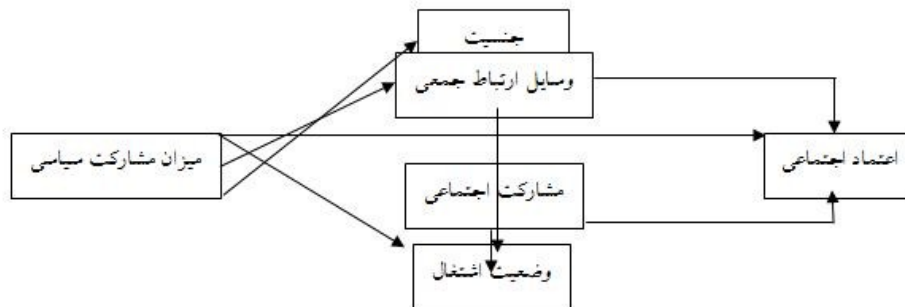 جنسیت
وسایل ارتباط جمعی
میزان مشارکت سیاسی
اعتماد اجتماعی
مشارکت اجتماعی
وضعیت اشتغال